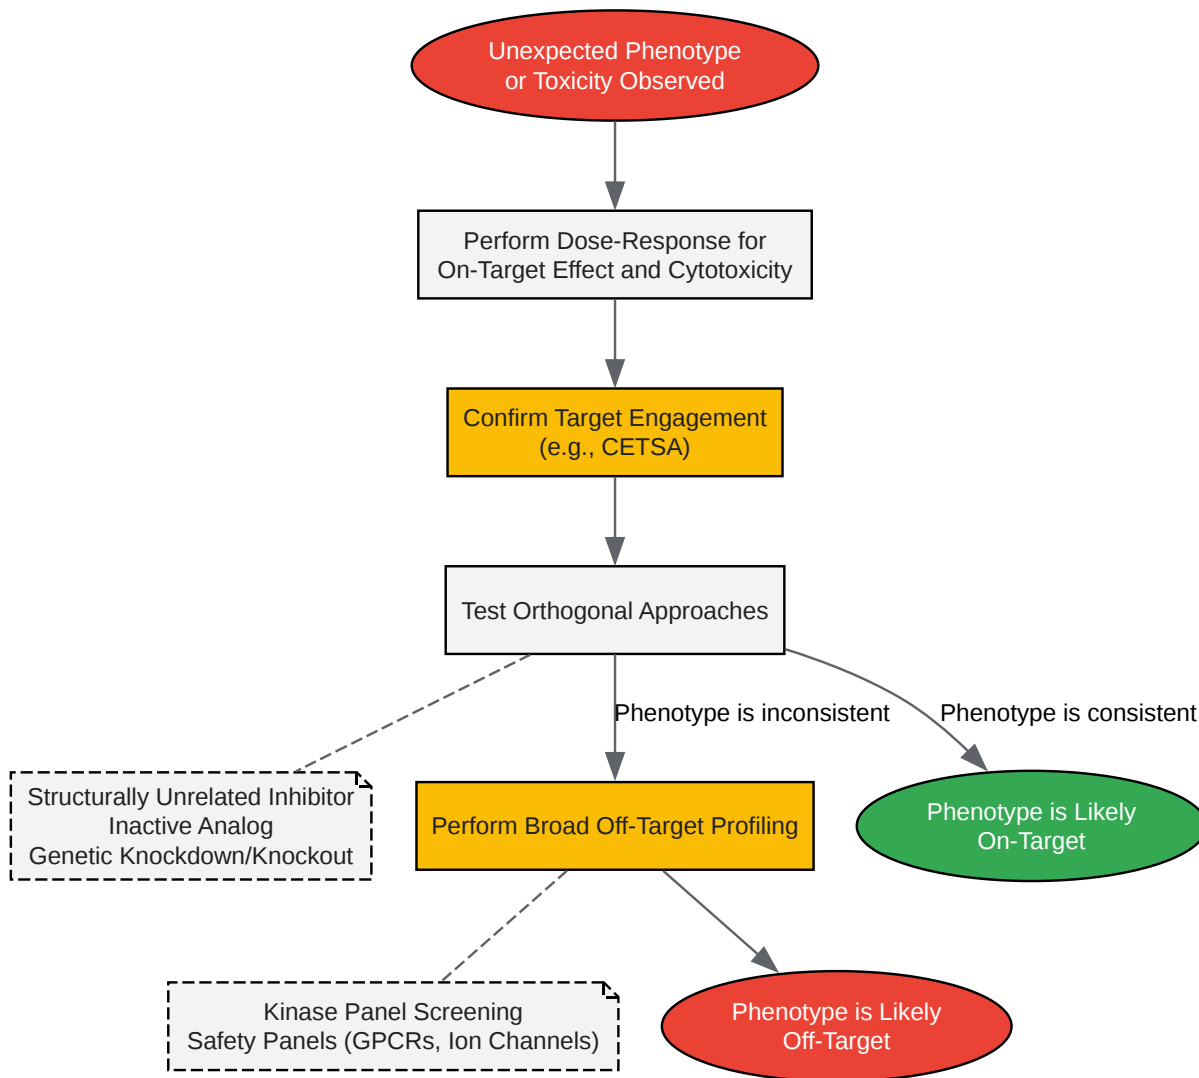 Unexpected Phenotype
or Toxicity Observed
Perform Dose-Response for
On-Target Effect and Cytotoxicity
Confirm Target Engagement
(e.g., CETSA)
Test Orthogonal Approaches
Phenotype is inconsistent
Phenotype is consistent
Structurally Unrelated Inhibitor
Inactive Analog
Genetic Knockdown/Knockout
Perform Broad Off-Target Profiling
Phenotype is Likely
On-Target
Kinase Panel Screening
Safety Panels (GPCRs, Ion Channels)
Phenotype is Likely
Off-Target